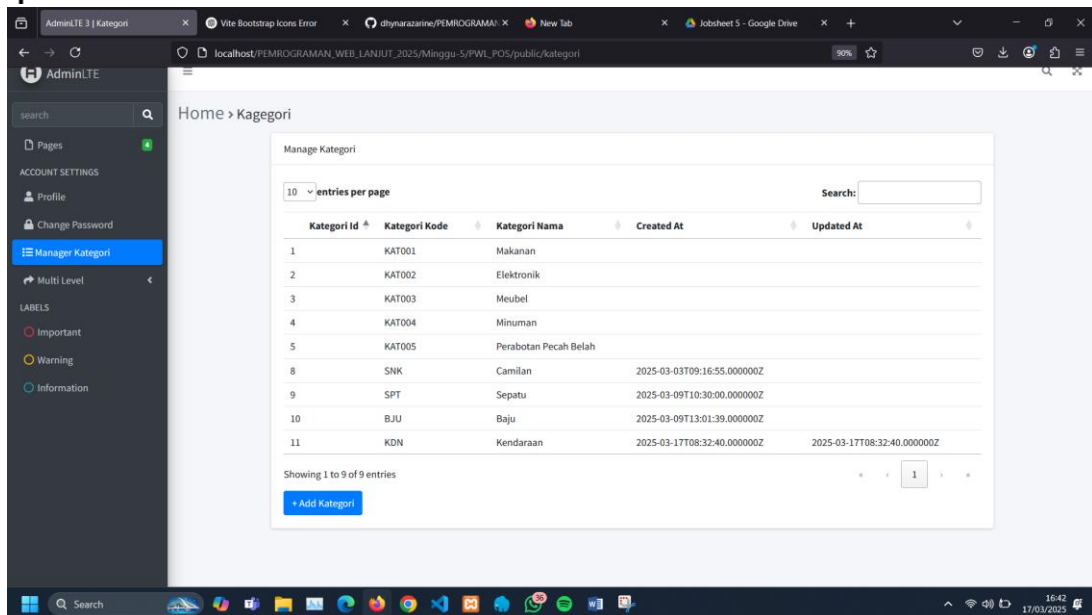 AdminLTE 3 | Kategori
Vite Bootstrap Icons Error
dhynarazarine/PEMROGRAMAN
New Tab
Jobsheet 5 - Google Drive
localhost/PEMROGRAMAN_WEB_LANJUT_2025/Minggu-5/PWL_POS/public/kategori
90%
AdminLTE
search
Home › Kagegori
Pages 4
ACCOUNT SETTINGS
Profile
Change Password
Manager Kategori
Multi Level
LABELS
Important
Warning
Information
Manage Kategori
10 entries per page
Search:
Kategori Id Kategori Kode Kategori Nama Created At Updated At
1 KAT001 Makanan
2 KAT002 Elektronik
3 KAT003 Meubel
4 KAT004 Minuman
5 KAT005 Perabotan Pecah Belah
8 SNK Camilan 2025-03-03T09:16:55.000000Z
9 SPT Sepatu 2025-03-09T10:30:00.000000Z
10 BJU Baju 2025-03-09T13:01:39.000000Z
11 KDN Kendaraan 2025-03-17T08:32:40.000000Z 2025-03-17T08:32:40.000000Z
Showing 1 to 9 of 9 entries
« ‹ 1 › »
+ Add Kategori
Search
36
16:42
17/03/2025